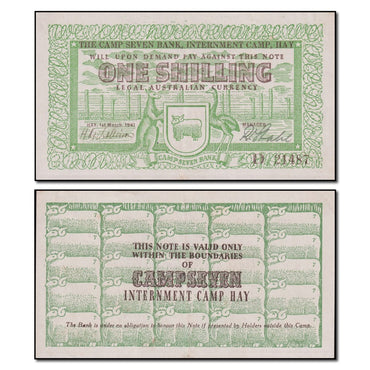 THE CAMP SEVEN BANK, INTERNMENT CAMP, HAY
WILL UPON DEMAND PAY AGAINST THIS NOTE
ONE SHILLING
LEGAL AUSTRALIAN CURRENCY
HAY, 1st March, 1941
MANAGER
CAMP SEVEN BANK
D 21487
THIS NOTE IS VALID ONLY
WITHIN THE BOUNDARIES
OF
CAMPSEVEN
INTERNMENT CAMP HAY
The Bank is under no obligation to honour this Note if presented by Holders outside this Camp.